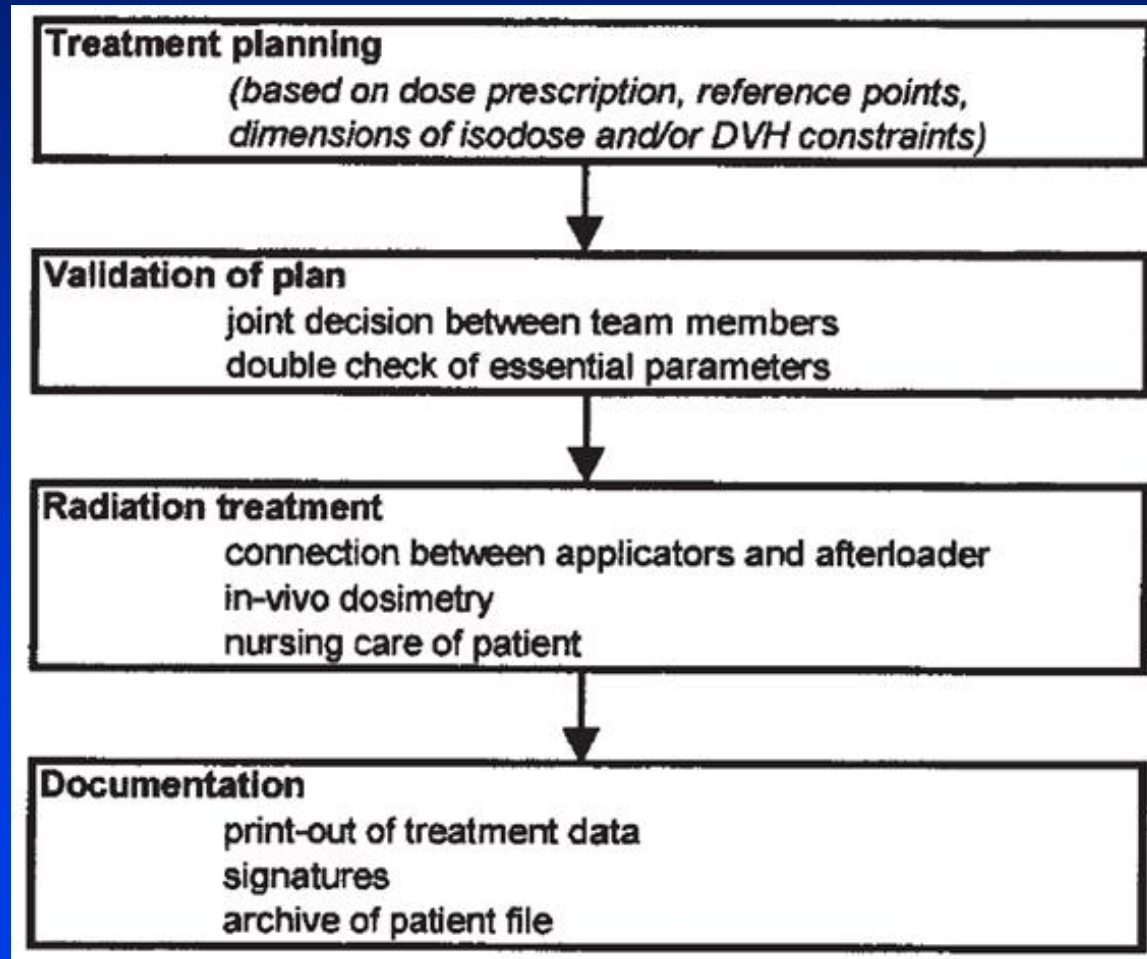 Treatment planning
(based on dose prescription, reference points,
dimensions of isodose and/or DVH constraints)
Validation of plan
joint decision between team members
double check of essential parameters
Radiation treatment
connection between applicators and afterloader
in-vivo dosimetry
nursing care of patient
Documentation
print-out of treatment data
signatures
archive of patient file